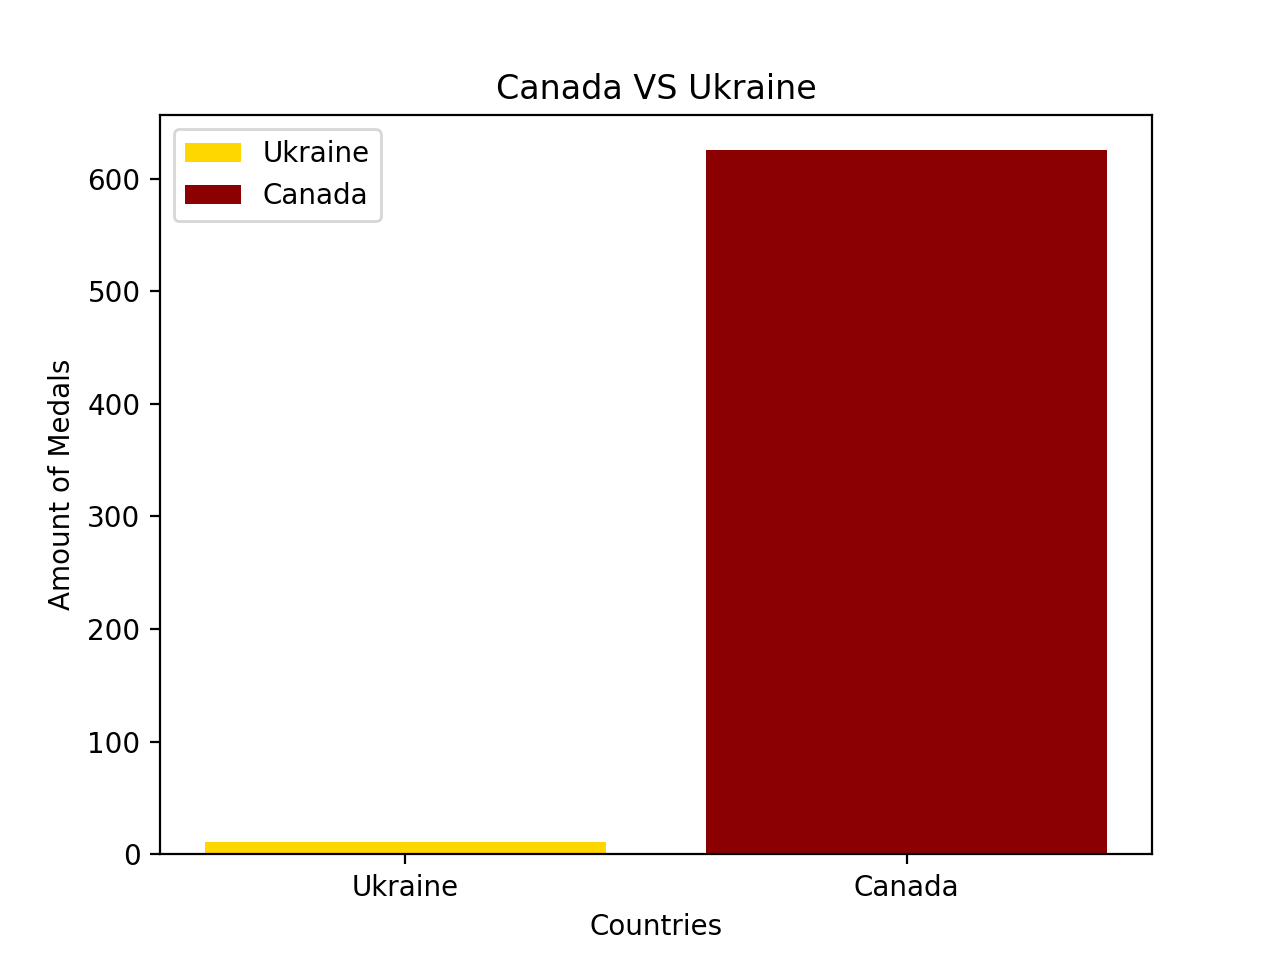 Canada VS Ukraine
Ukraine
Canada
600
500
400
300
200
100
0
Amount of Medals
Ukraine
Canada
Countries